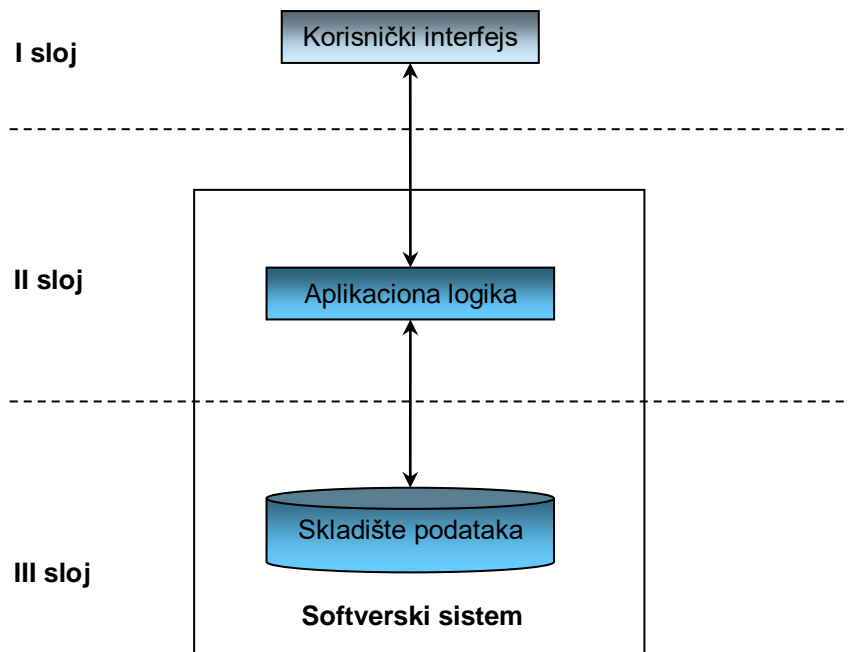 Korisnički interfejs
I sloj
II sloj
Aplikaciona logika
Skladište podataka
III sloj
Softverski sistem